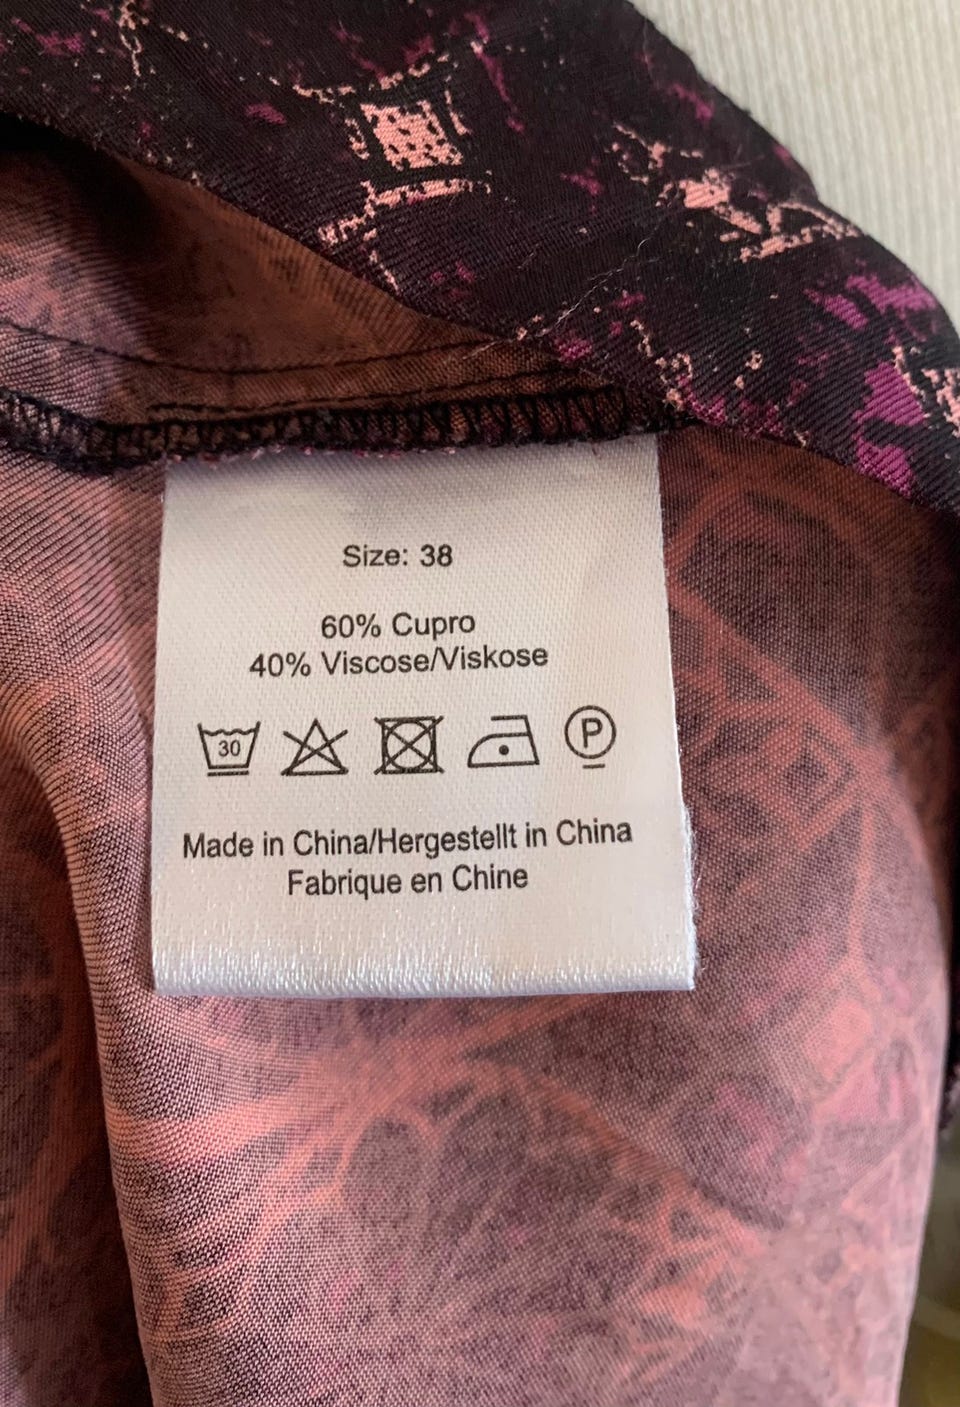 Size: 38
60% Cupro
40% Viscose/Viskose
30 P
Made in China/Hergestellt in China
Fabrique en Chine